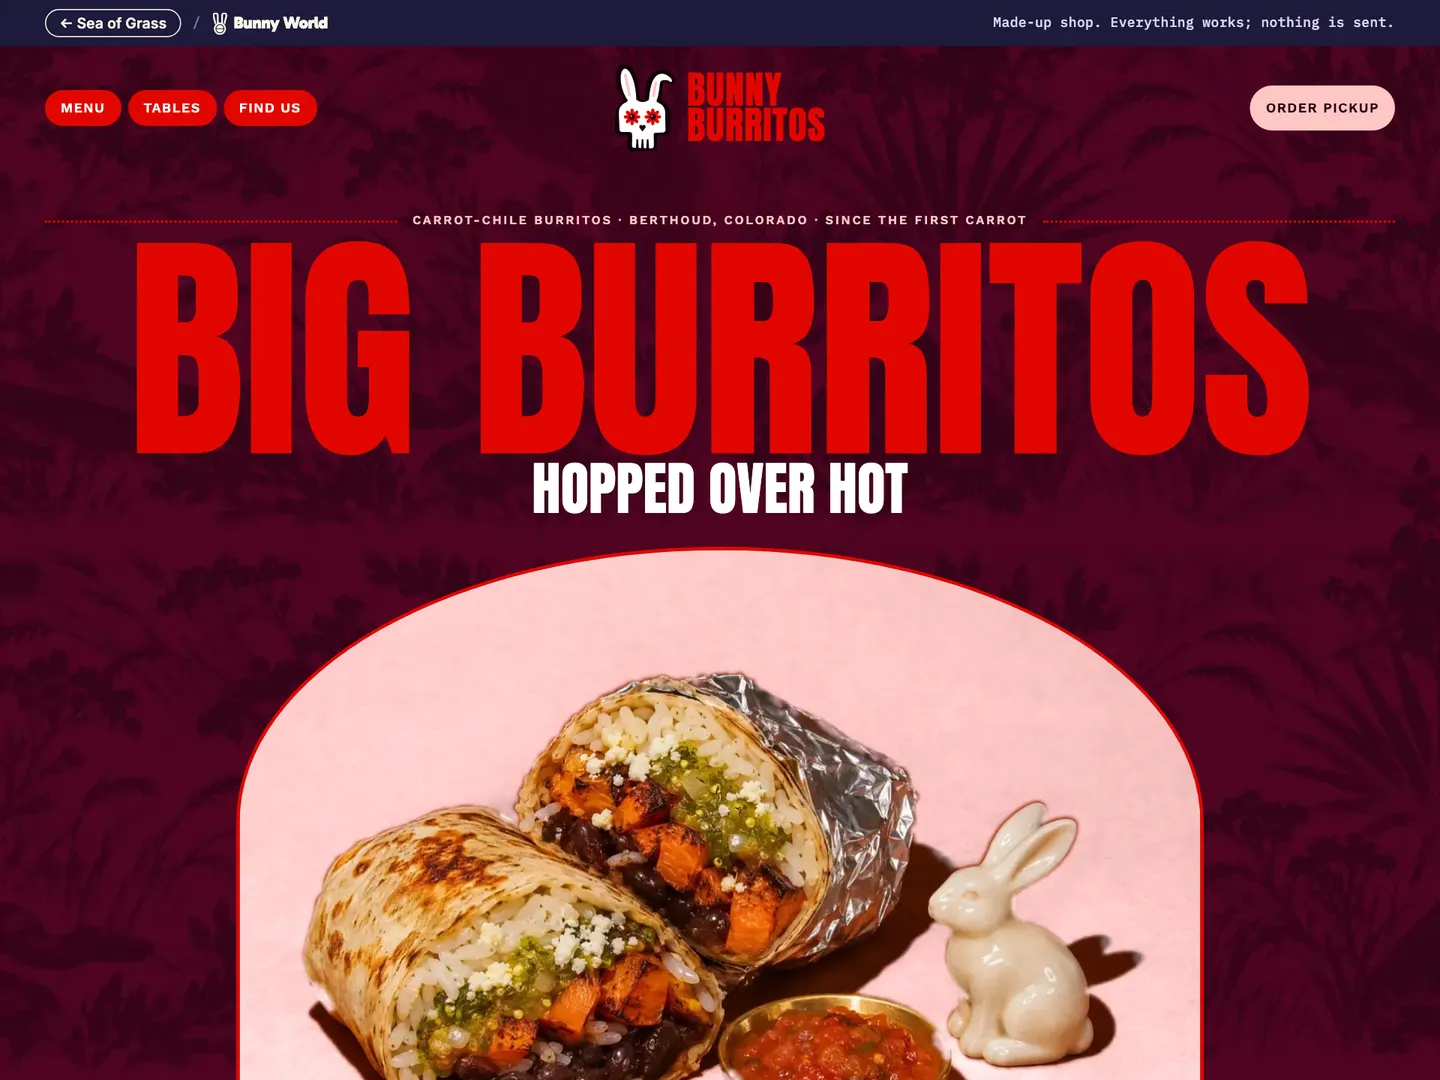 ← Sea of Grass / Bunny World
Made-up shop. Everything works; nothing is sent.
MENU
TABLES
FIND US
BUNNY
BURRITOS
ORDER PICKUP
CARROT-CHILE BURRITOS · BERTHOUD, COLORADO · SINCE THE FIRST CARROT
BIG BURRITOS
HOPPED OVER HOT